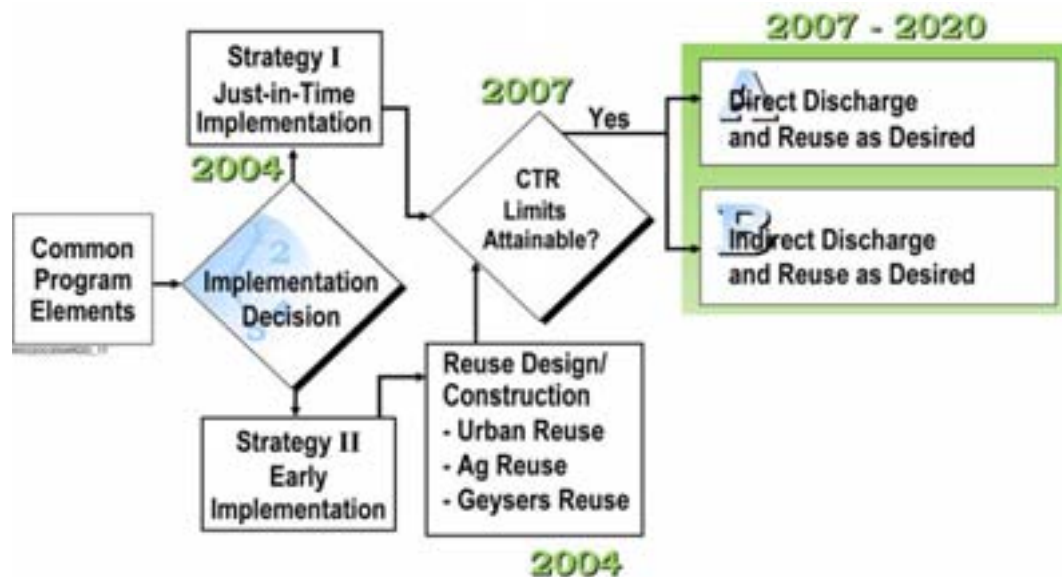 Common
Program
Elements
2004
Implementation
Decision
Strategy I
Just-in-Time
Implementation
Strategy II
Early
Implementation
Reuse Design/
Construction
- Urban Reuse
- Ag Reuse
- Geysers Reuse
2004
2007
CTR
Limits
Attainable?
Yes
2007 - 2020
A
Direct Discharge
and Reuse as Desired
B
Indirect Discharge
and Reuse as Desired